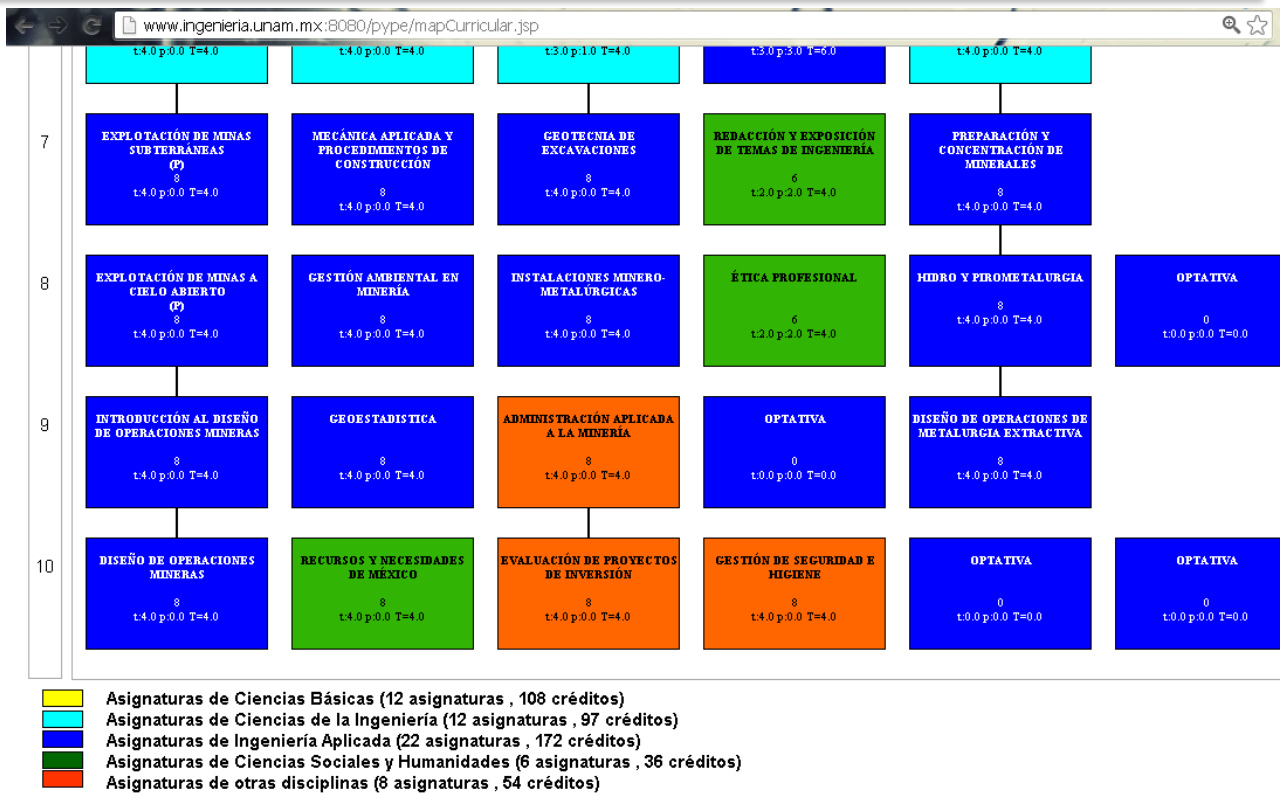 www.ingenieria.unam.mx:8080/pype/mapCurricular.jsp
t:4.0 p:0.0 T=4.0
t:4.0 p:0.0 T=4.0
t:3.0 p:1.0 T=4.0
t:3.0 p:3.0 T=6.0
t:4.0 p:0.0 T=4.0
7
EXPLOTACIÓN DE MINAS
SUBTERRÁNEAS
(P)
8
t:4.0 p:0.0 T=4.0
MECÁNICA APLICADA Y
PROCEDIMIENTOS DE
CONSTRUCCIÓN
8
t:4.0 p:0.0 T=4.0
GEOTECNIA DE
EXCAVACIONES
8
t:4.0 p:0.0 T=4.0
REDACCIÓN Y EXPOSICIÓN
DE TEMAS DE INGENIERÍA
6
t:2.0 p:2.0 T=4.0
PREPARACIÓN Y
CONCENTRACIÓN DE
MINERALES
8
t:4.0 p:0.0 T=4.0
8
EXPLOTACIÓN DE MINAS A
CIELO ABIERTO
(P)
8
t:4.0 p:0.0 T=4.0
GESTIÓN AMBIENTAL EN
MINERÍA
8
t:4.0 p:0.0 T=4.0
INSTALACIONES MINERO-
METALÚRGICAS
8
t:4.0 p:0.0 T=4.0
ÉTICA PROFESIONAL
6
t:2.0 p:2.0 T=4.0
HIDRO Y PIROMETALURGIA
8
t:4.0 p:0.0 T=4.0
OPTATIVA
0
t:0.0 p:0.0 T=0.0
9
INTRODUCCIÓN AL DISEÑO
DE OPERACIONES MINERAS
8
t:4.0 p:0.0 T=4.0
GEOESTADISTICA
8
t:4.0 p:0.0 T=4.0
ADMINISTRACIÓN APLICADA
A LA MINERÍA
8
t:4.0 p:0.0 T=4.0
OPTATIVA
0
t:0.0 p:0.0 T=0.0
DISEÑO DE OPERACIONES DE
METALURGIA EXTRACTIVA
8
t:4.0 p:0.0 T=4.0
10
DISEÑO DE OPERACIONES
MINERAS
8
t:4.0 p:0.0 T=4.0
RECURSOS Y NECESIDADES
DE MÉXICO
8
t:4.0 p:0.0 T=4.0
EVALUACIÓN DE PROYECTOS
DE INVERSIÓN
8
t:4.0 p:0.0 T=4.0
GESTIÓN DE SEGURIDAD E
HIGIENE
8
t:4.0 p:0.0 T=4.0
OPTATIVA
0
t:0.0 p:0.0 T=0.0
OPTATIVA
0
t:0.0 p:0.0 T=0.0
Asignaturas de Ciencias Básicas (12 asignaturas , 108 créditos)
Asignaturas de Ciencias de la Ingeniería (12 asignaturas , 97 créditos)
Asignaturas de Ingeniería Aplicada (22 asignaturas , 172 créditos)
Asignaturas de Ciencias Sociales y Humanidades (6 asignaturas , 36 créditos)
Asignaturas de otras disciplinas (8 asignaturas , 54 créditos)